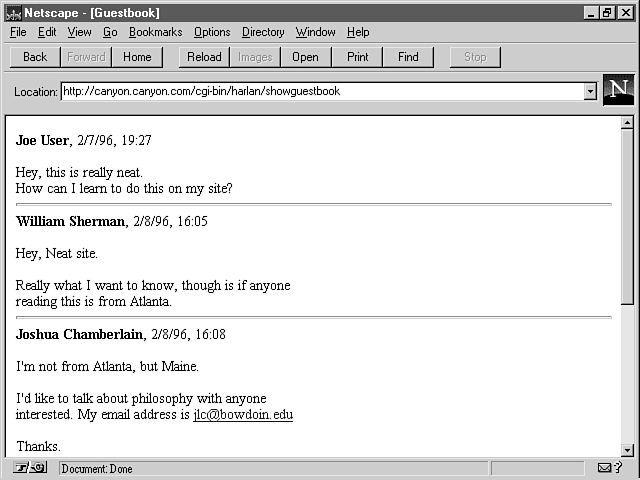 Netscape - [Guestbook]
File Edit View Go Bookmarks Options Directory Window Help
Back Forward Home Reload Images Open Print Find Stop
Location: http://canyon.canyon.com/cgi-bin/harlan/showguestbook
N
Joe User, 2/7/96, 19:27
Hey, this is really neat.
How can I learn to do this on my site?
William Sherman, 2/8/96, 16:05
Hey, Neat site.
Really what I want to know, though is if anyone
reading this is from Atlanta.
Joshua Chamberlain, 2/8/96, 16:08
I'm not from Atlanta, but Maine.
I'd like to talk about philosophy with anyone
interested. My email address is jlc@bowdoin.edu
Thanks.
Document: Done
?